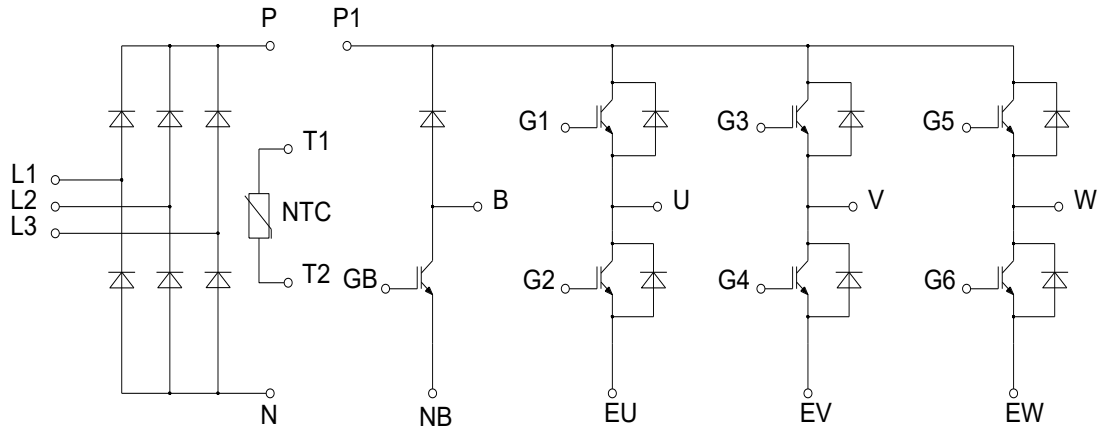 P P1
G1 G3 G5
T1
L1
L2 NTC B U V W
L3
T2
GB G2 G4 G6
N NB EU EV EW